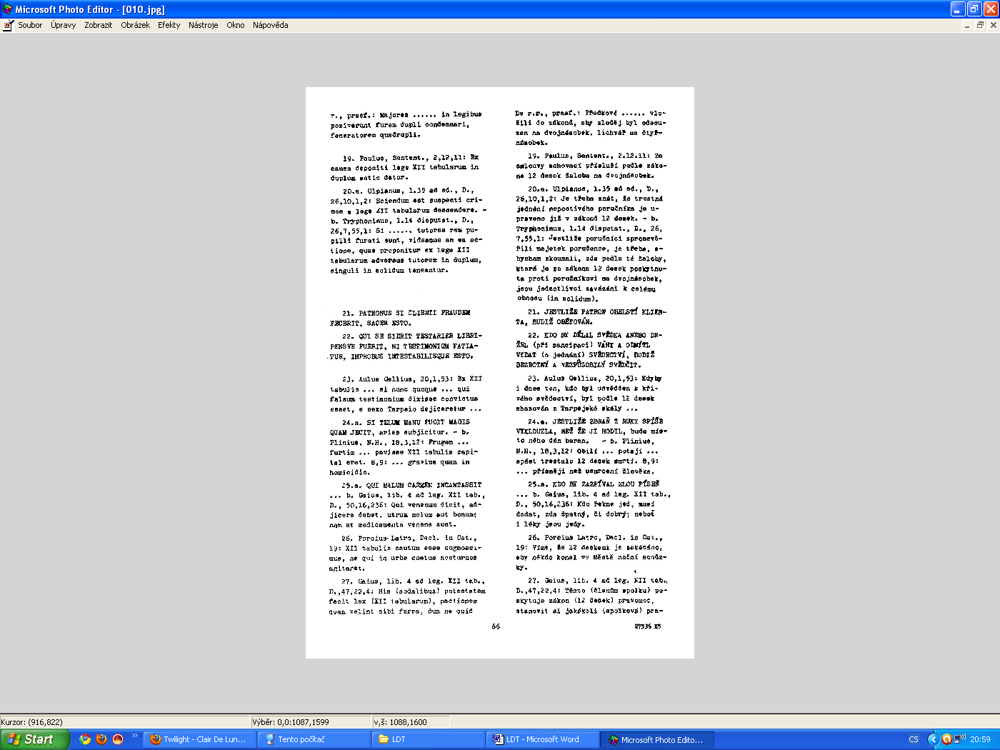 Microsoft Photo Editor - [010.jpg]
Soubor Úpravy Zobrazit Obrázek Efekty Nástroje Okno Nápověda
r., praef.: Majores ...... in legibus
posiverunt furem dupli condemnari,
feneratorem quadrupli.
19. Paulus, Sentent., 2,12,11: Ex
causa depositi lege XII tabularum in
duplum actio datur.
20.a. Ulpianus, 1.35 ad ed., D.,
26,10,1,2: Sciendum est suspecti cri-
men e lege XII tabularum descendere. -
b. Tryphoninus, 1.14 disputat., D.,
26,7,55,1: Si ...... tutores rem pu-
pilli furati sunt, videamus an ea ac-
tione, quae proponitur ex lege XII
tabularum adversus tutorem in duplum,
singuli in solidum teneantur.
21. PATRONUS SI CLIENTI FRAUDEM
FECERIT, SACER ESTO.
22. QUI SE SIERIT TESTARIER LIBRI-
PENSVE FUERIT, NI TESTIMONIUM FATIA-
TUR, IMPROBUS INTESTABILISQUE ESTO.
23. Aulus Gellius, 20,1,53: Ex XII
tabulis ... si nunc quoque ... qui
falsum testimonium dixisse convictus
esset, e saxo Tarpeio dejiceretur ...
24.a. SI TELUM MANU FUGIT MAGIS
QUAM JECIT, aries subjicitur. - b.
Plinius, N.H., 18,3,12: Frugem ...
furtim ... pavisse XII tabulis capi-
tal erat. 8,9: ... gravius quam in
homicidio.
25.a. QUI MALUM CARMEN INCANTASSIT
... b. Gaius, lib. 4 ad leg. XII tab.,
D., 50,16,236: Qui venenum dicit, ad-
jicere debet, utrum malum aut bonum;
nam et medicamenta venena sunt.
26. Porcius Latro, Decl. in Cat.,
19: XII tabulis cautum esse cognosci-
mus, ne qui in urbe coetus nocturnos
agitaret.
27. Gaius, lib. 4 ad leg. XII tab.,
D.,47,22,4: His (sodalibus) potestatem
facit lex (XII tabularum), pactionem
quam velint sibi ferre, dum ne quid
De r.r., praef.: Předkové ...... vlo-
žili do zákonů, aby zloděj byl odsou-
zen na dvojnásobek, lichvář na čtyř-
násobek.
19. Paulus, Sentent., 2.12.11: Ze
smlouvy schovací přísluší podle záko-
na 12 desek žaloba na dvojnásobek.
20.a. Ulpianus, 1.35 ad ed., D.,
26,10,1,2: Je třeba znát, že trestné
jednání nepoctivého poručníka je u-
praveno již v zákoně 12 desek. - b.
Tryphoninus, 1.14 disputat., D., 26,
7,55,1: Jestliže poručníci zpronevě-
řili majetek poručence, je třeba, a-
bychom zkoumali, zda podle té žaloby,
která je ze zákona 12 desek poskytnu-
ta proti poručníkovi na dvojnásobek,
jsou jednotlivci zavázáni k celému
obnosu (in solidum).
21. JESTLIŽE PATRON OBELSTÍ KLIEN-
TA, BUDIŽ OBĚTOVÁN.
22. KDO BY DĚLAL SVĚDKA ANEBO DR-
ŽEL (při mancipaci) VÁHY A ODMÍTL
VYDAT (o jednání) SVĚDECTVÍ, BUDIŽ
BEZECTNÝ A NEZPŮSOBILÝ SVĚDČIT.
23. Aulus Gellius, 20,1,53: Kdyby
i dnes ten, kdo byl usvědčen z kři-
vého svědectví, byl podle 12 desek
shazován z Tarpejské skály ...
24.a. JESTLIŽE ZBRAŇ Z RUKY SPÍŠE
VYKLOUZLA, NEŽ ŽE JI HODIL, bude mís-
to něho dán beran. - b. Plinius,
N.H., 18,3,12: Obilí ... potají ...
spást trestalo 12 desek smrtí. 8,9:
... přísněji než usmrcení člověka.
25.a. KDO BY ZAZPÍVAL ZLOU PÍSEŇ
... b. Gaius, lib. 4 ad leg. XII tab.,
D., 50,16,236: Kdo řekne jed, musí
dodat, zda špatný, či dobrý; neboť
i léky jsou jedy.
26. Porcius Latro, Decl. in Cat.,
19: Víme, že 12 deskami je zakázáno,
aby někdo konal ve Městě noční schůz-
ky.
27. Gaius, lib. 4 ad leg. XII tab.,
D.,47,22,4: Těmto (členům spolku) po-
skytuje zákon (12 desek) pravomoc,
stanovit si jakékoli (spolkové) pra-
66
Kurzor: (916,822) Výběr: 0,0:1087,1599 v,š: 1088,1600
Start Twilight - Clair De Lun... Tento počítač LDT LDT - Microsoft Word Microsoft Photo Edito... CS 20:59